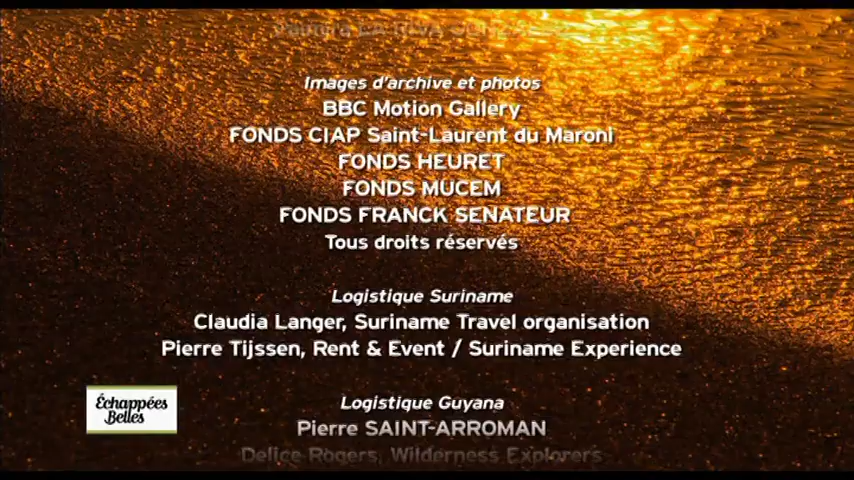 Images d'archive et photos
BBC Motion Gallery
FONDS CIAP Saint-Laurent du Maroni
FONDS HEURET
FONDS MUCEM
FONDS FRANCK SENATEUR
Tous droits réservés
Logistique Suriname
Claudia Langer, Suriname Travel organisation
Pierre Tijssen, Rent & Event / Suriname Experience
Logistique Guyana
Pierre SAINT-ARROMAN
Delice Rogers, Wilderness Explorers
Échappées
Belles